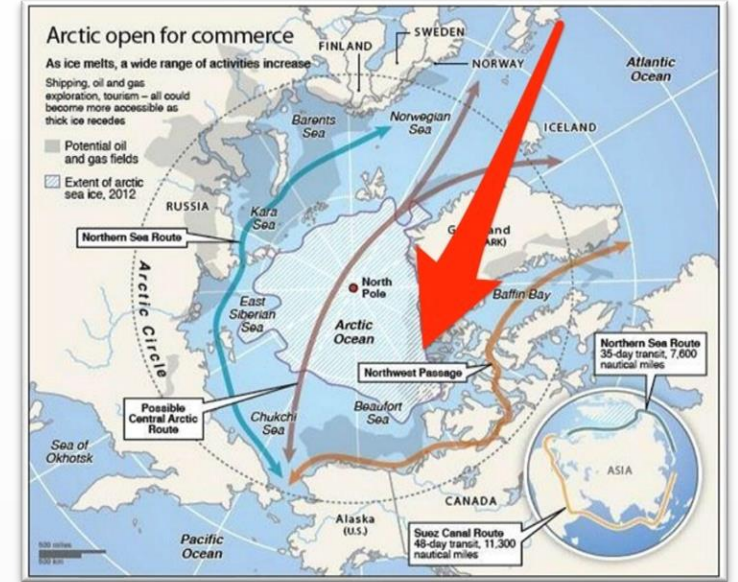 Arctic open for commerce
As ice melts, a wide range of activities increase
Shipping, oil and gas
exploration, tourism – all could
become more accessible as
thick ice recedes
Potential oil
and gas fields
Extent of arctic
sea ice, 2012
FINLAND
SWEDEN
NORWAY
Atlantic
Ocean
Barents
Sea
Norwegian
Sea
ICELAND
RUSSIA
Kara
Sea
Northern Sea Route
Arctic Circle
North
Pole
East
Siberian
Sea
Arctic
Ocean
Baffin Bay
Northwest Passage
Northern Sea Route
35-day transit, 7,600
nautical miles
Possible
Central Arctic
Route
Chukchi
Sea
Beaufort
Sea
Sea of
Okhotsk
ASIA
CANADA
Alaska
(U.S.)
Pacific
Ocean
Suez Canal Route
48-day transit, 11,300
nautical miles
500 miles
500 km